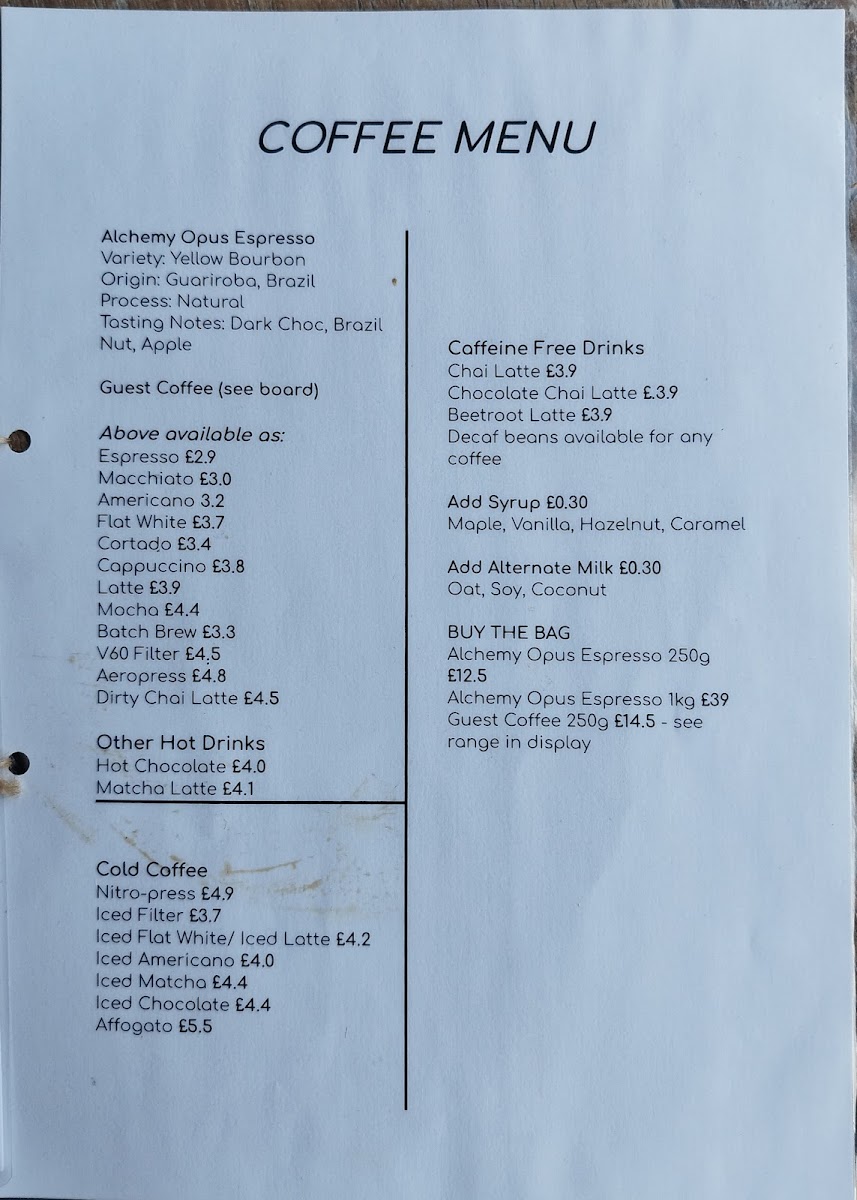 COFFEE MENU
Alchemy Opus Espresso
Variety: Yellow Bourbon
Origin: Guariroba, Brazil
Process: Natural
Tasting Notes: Dark Choc, Brazil
Nut, Apple
Guest Coffee (see board)
Above available as:
Espresso £2.9
Macchiato £3.0
Americano 3.2
Flat White £3.7
Cortado £3.4
Cappuccino £3.8
Latte £3.9
Mocha £4.4
Batch Brew £3.3
V60 Filter £4.5
Aeropress £4.8
Dirty Chai Latte £4.5
Other Hot Drinks
Hot Chocolate £4.0
Matcha Latte £4.1
Cold Coffee
Nitro-press £4.9
Iced Filter £3.7
Iced Flat White/ Iced Latte £4.2
Iced Americano £4.0
Iced Matcha £4.4
Iced Chocolate £4.4
Affogato £5.5
Caffeine Free Drinks
Chai Latte £3.9
Chocolate Chai Latte £.3.9
Beetroot Latte £3.9
Decaf beans available for any
coffee
Add Syrup £0.30
Maple, Vanilla, Hazelnut, Caramel
Add Alternate Milk £0.30
Oat, Soy, Coconut
BUY THE BAG
Alchemy Opus Espresso 250g
£12.5
Alchemy Opus Espresso 1kg £39
Guest Coffee 250g £14.5 - see
range in display